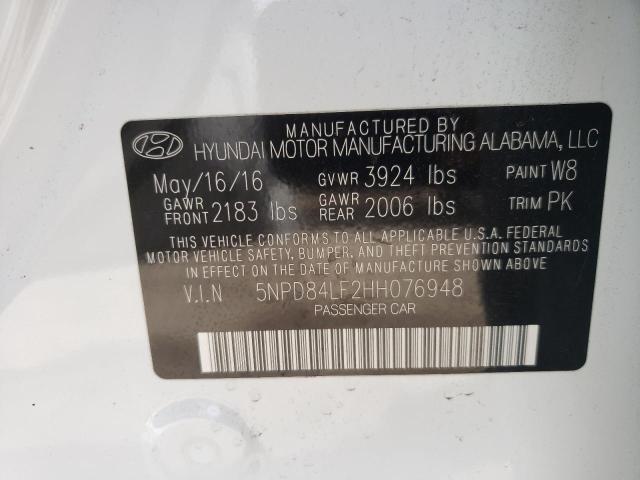 MANUFACTURED BY
HYUNDAI MOTOR MANUFACTURING ALABAMA, LLC
May/16/16 GVWR 3924 lbs PAINT W8
GAWR FRONT 2183 lbs GAWR REAR 2006 lbs TRIM PK
THIS VEHICLE CONFORMS TO ALL APPLICABLE U.S.A. FEDERAL
MOTOR VEHICLE SAFETY, BUMPER, AND THEFT PREVENTION STANDARDS
IN EFFECT ON THE DATE OF MANUFACTURE SHOWN ABOVE.
V.I.N 5NPD84LF2HH076948
PASSENGER CAR